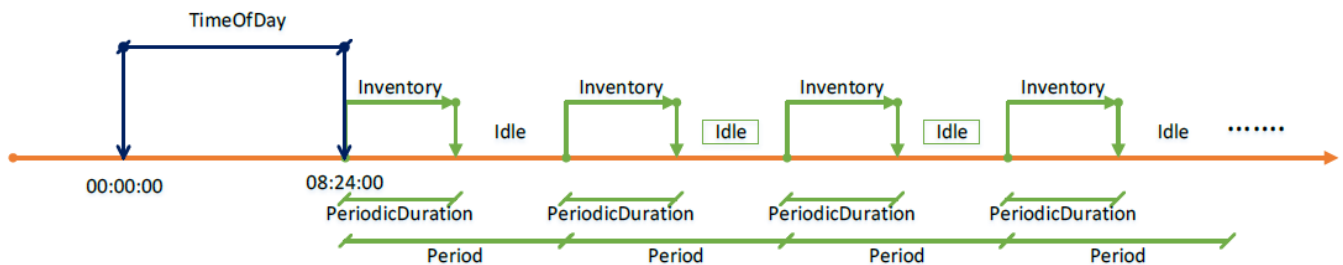 TimeOfDay
Inventory Inventory Inventory Inventory
Idle Idle Idle Idle .......
00:00:00 08:24:00
PeriodicDuration PeriodicDuration PeriodicDuration PeriodicDuration
Period Period Period Period